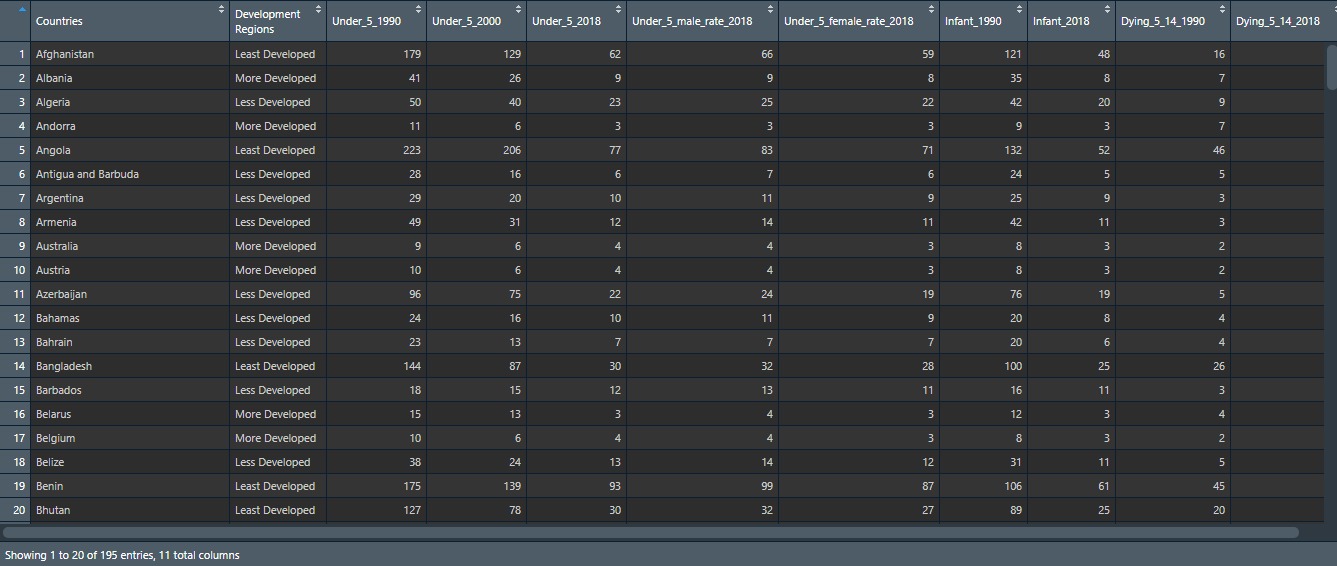 Countries Development Regions Under_5_1990 Under_5_2000 Under_5_2018 Under_5_male_rate_2018 Under_5_female_rate_2018 Infant_1990 Infant_2018 Dying_5_14_1990 Dying_5_14_2018
1 Afghanistan Least Developed 179 129 62 66 59 121 48 16
2 Albania More Developed 41 26 9 9 8 35 8 7
3 Algeria Less Developed 50 40 23 25 22 42 20 9
4 Andorra More Developed 11 6 3 3 3 9 3 7
5 Angola Least Developed 223 206 77 83 71 132 52 46
6 Antigua and Barbuda Less Developed 28 16 6 7 6 24 5 5
7 Argentina Less Developed 29 20 10 11 9 25 9 3
8 Armenia Less Developed 49 31 12 14 11 42 11 3
9 Australia More Developed 9 6 4 4 3 8 3 2
10 Austria More Developed 10 6 4 4 3 8 3 2
11 Azerbaijan Less Developed 96 75 22 24 19 76 19 5
12 Bahamas Less Developed 24 16 10 11 9 20 8 4
13 Bahrain Less Developed 23 13 7 7 7 20 6 4
14 Bangladesh Least Developed 144 87 30 32 28 100 25 26
15 Barbados Less Developed 18 15 12 13 11 16 11 3
16 Belarus More Developed 15 13 3 4 3 12 3 4
17 Belgium More Developed 10 6 4 4 3 8 3 2
18 Belize Less Developed 38 24 13 14 12 31 11 5
19 Benin Least Developed 175 139 93 99 87 106 61 45
20 Bhutan Least Developed 127 78 30 32 27 89 25 20
Showing 1 to 20 of 195 entries, 11 total columns